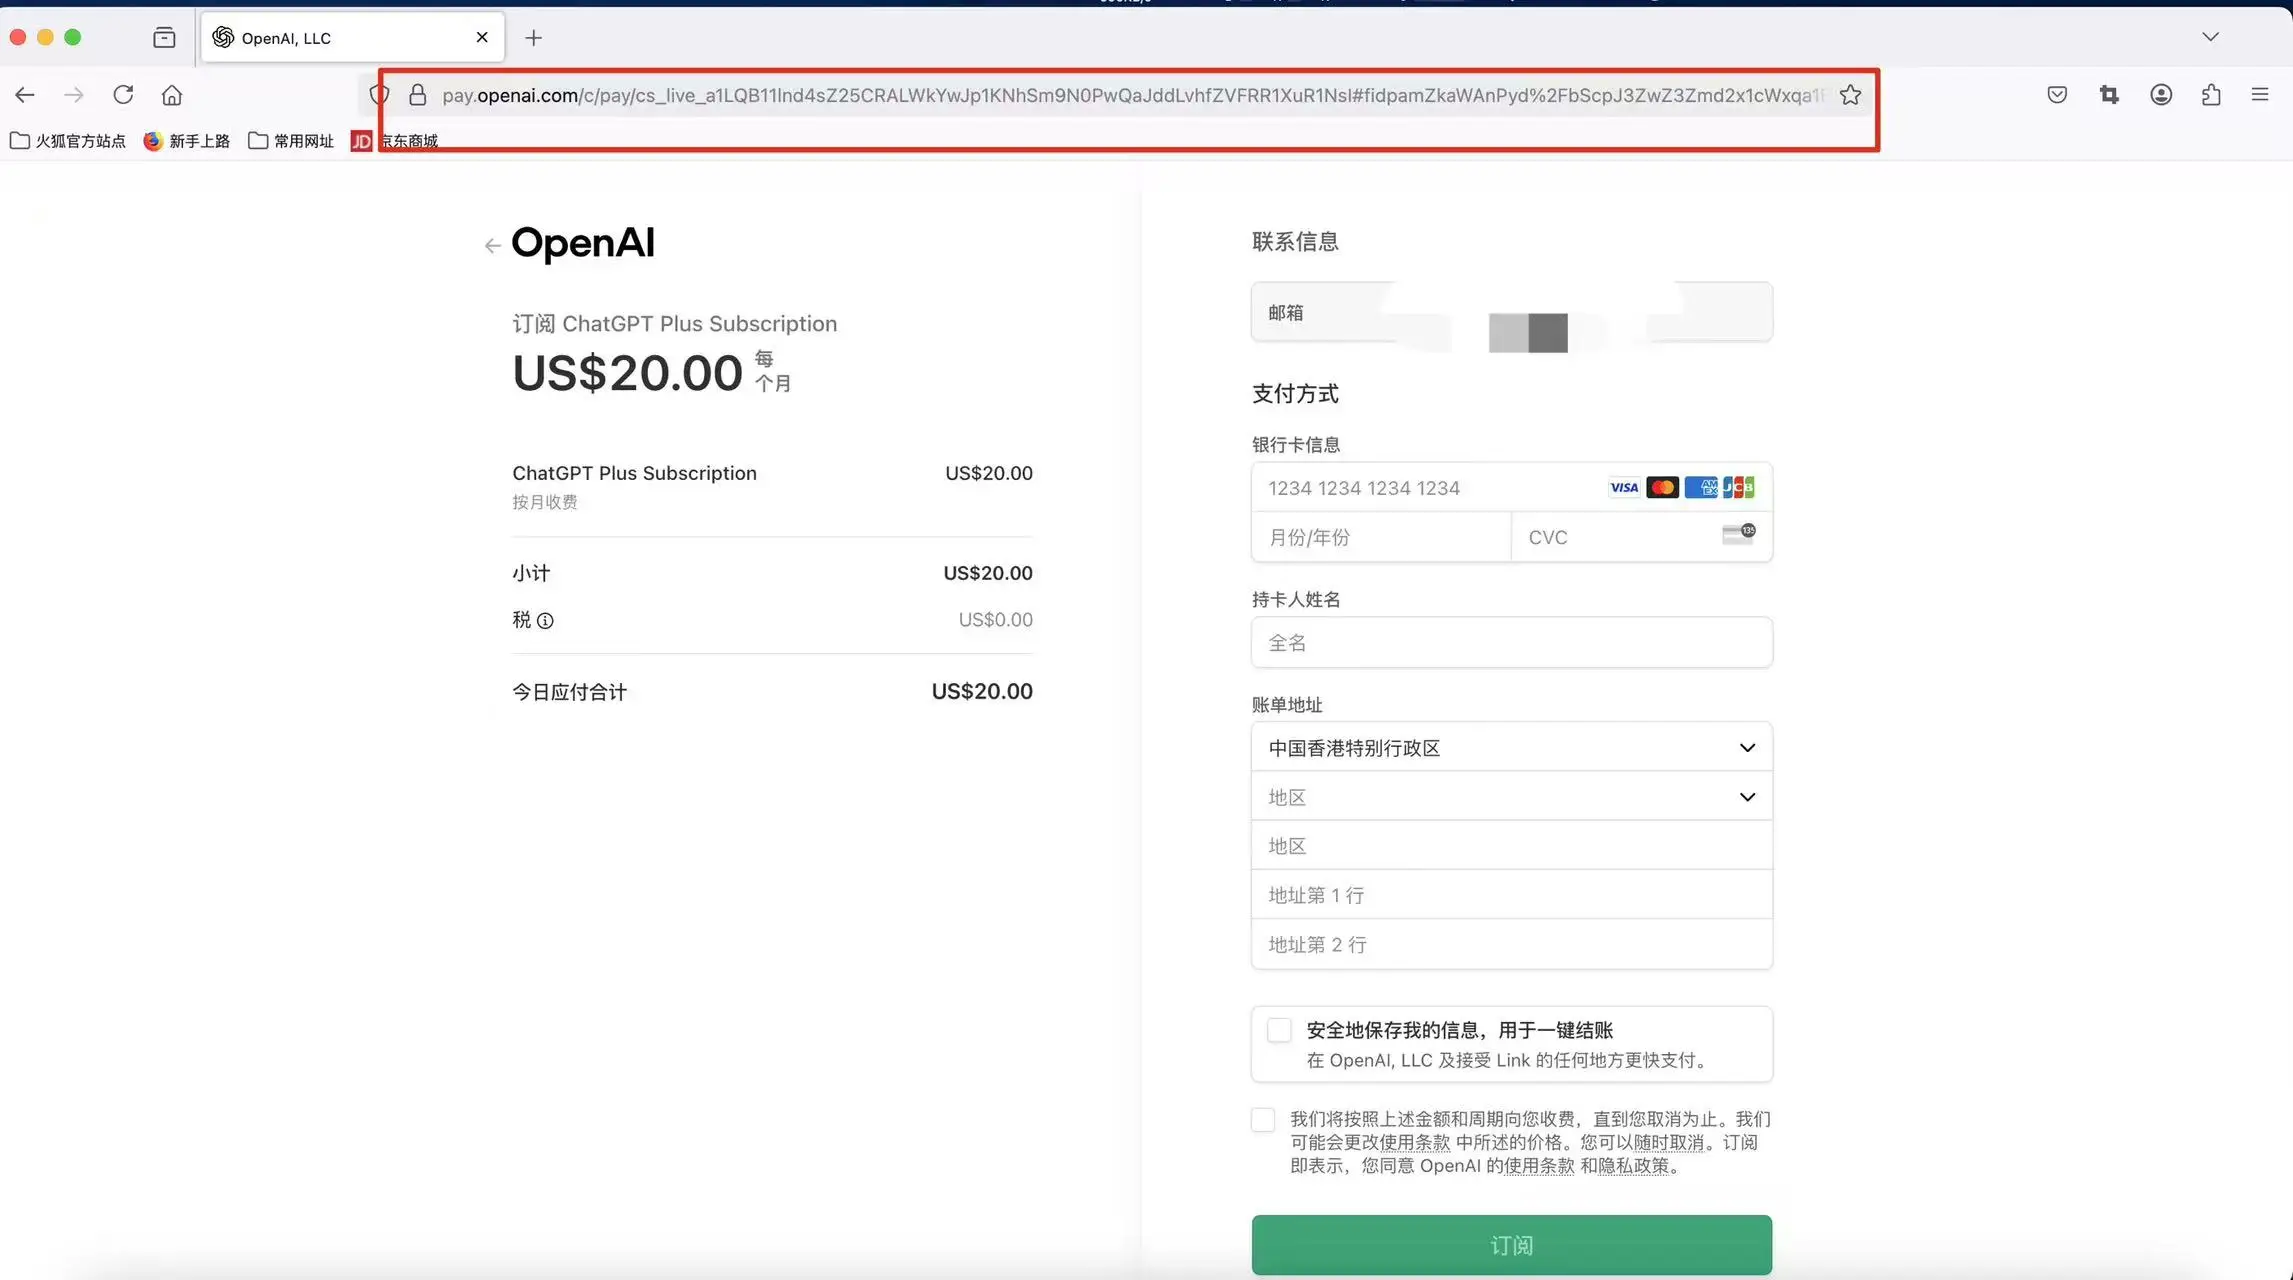 OpenAI, LLC
pay.openai.com/c/pay/cs_live_a1LQB11Ind4sZ25CRALWkYwJp1KNhSm9N0PwQaJddLvhfZVFRR1XuR1Nsl#fidpamZkaWAnPyd%2FbScpJ3ZwZ3Zmd2x1cWxqa1
火狐官方站点 新手上路 常用网址 JD 京东商城
OpenAI
订阅 ChatGPT Plus Subscription
US$20.00 每个月
ChatGPT Plus Subscription US$20.00
按月收费
小计 US$20.00
税 US$0.00
今日应付合计 US$20.00
联系信息
邮箱
支付方式
银行卡信息
1234 1234 1234 1234 VISA AMEX JCB
月份/年份 CVC 135
持卡人姓名
全名
账单地址
中国香港特别行政区
地区
地区
地址第 1 行
地址第 2 行
安全地保存我的信息，用于一键结账
在 OpenAI, LLC 及接受 Link 的任何地方更快支付。
我们将按照上述金额和周期向您收费，直到您取消为止。我们
可能会更改使用条款 中所述的价格。您可以随时取消。订阅
即表示，您同意 OpenAI 的使用条款 和隐私政策。
订阅